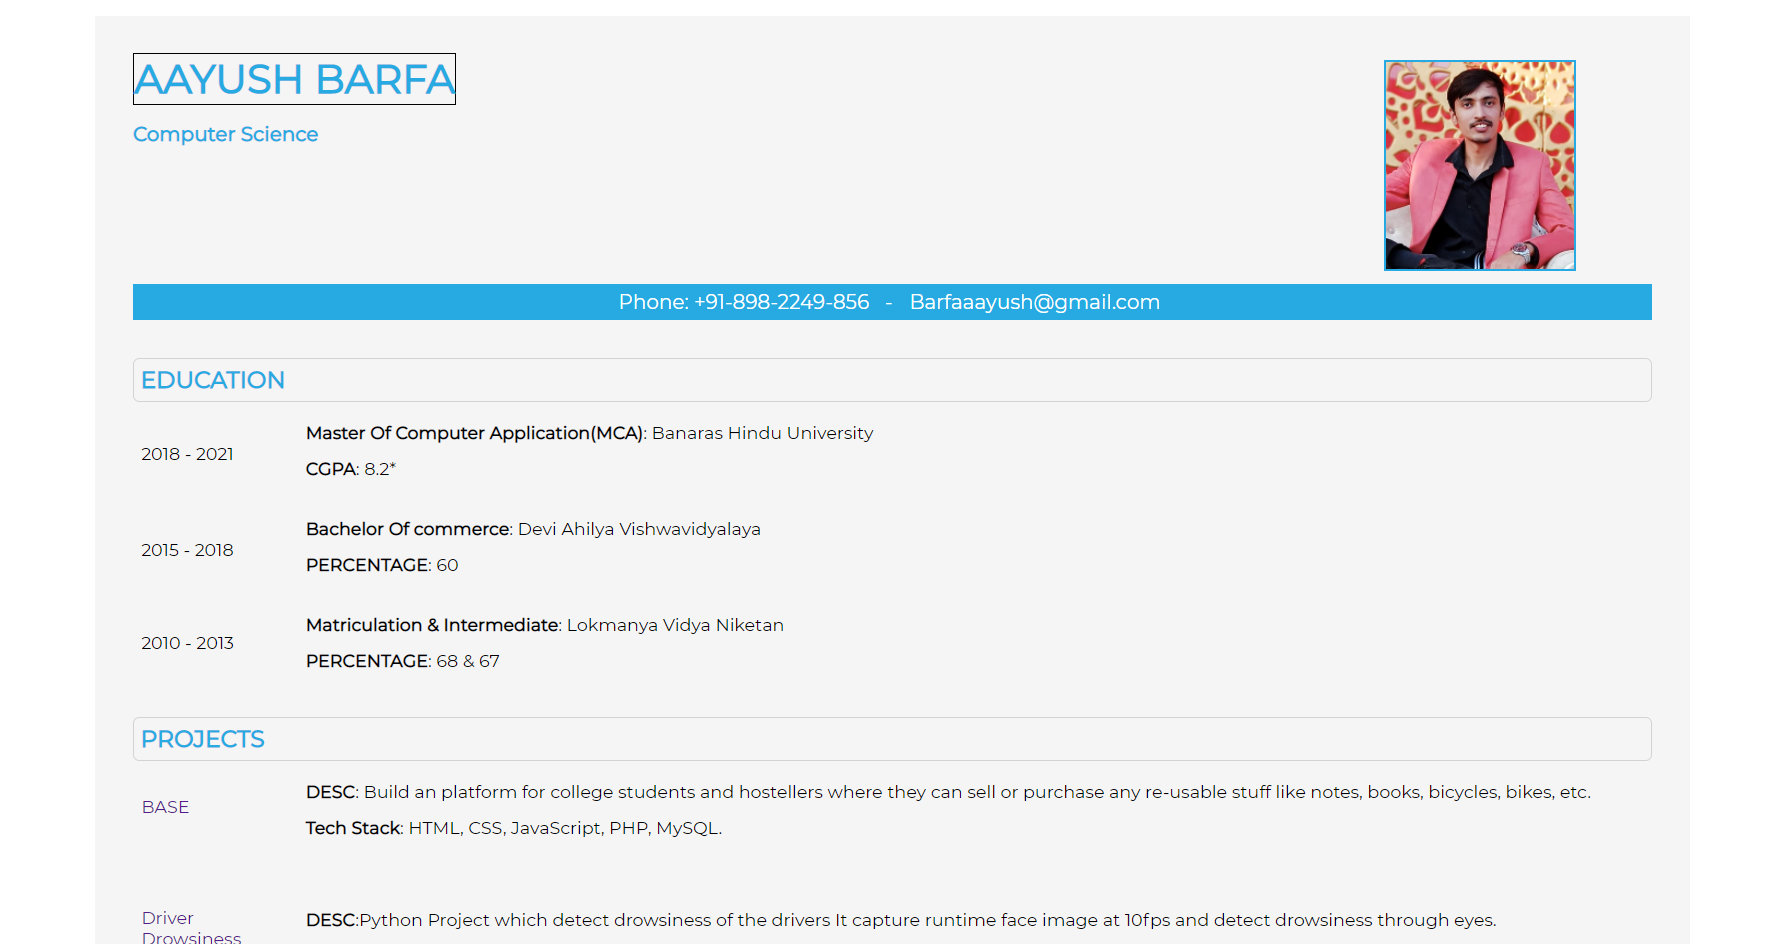 AAYUSH BARFA
Computer Science
Phone: +91-898-2249-856 - Barfaaayush@gmail.com
EDUCATION
2018 - 2021
Master Of Computer Application(MCA): Banaras Hindu University
CGPA: 8.2*
2015 - 2018
Bachelor Of commerce: Devi Ahilya Vishwavidyalaya
PERCENTAGE: 60
2010 - 2013
Matriculation & Intermediate: Lokmanya Vidya Niketan
PERCENTAGE: 68 & 67
PROJECTS
BASE
DESC: Build an platform for college students and hostellers where they can sell or purchase any re-usable stuff like notes, books, bicycles, bikes, etc.
Tech Stack: HTML, CSS, JavaScript, PHP, MySQL.
Driver
Drowsiness
DESC:Python Project which detect drowsiness of the drivers It capture runtime face image at 10fps and detect drowsiness through eyes.